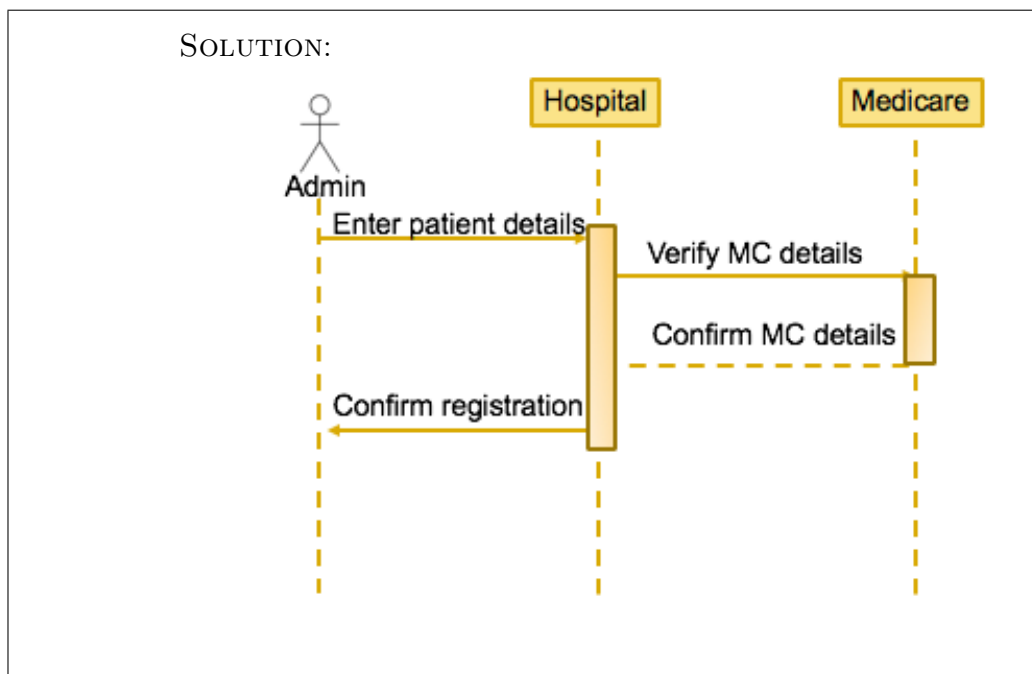 SOLUTION:
Hospital
Medicare
Admin
Enter patient details
Verify MC details
Confirm MC details
Confirm registration